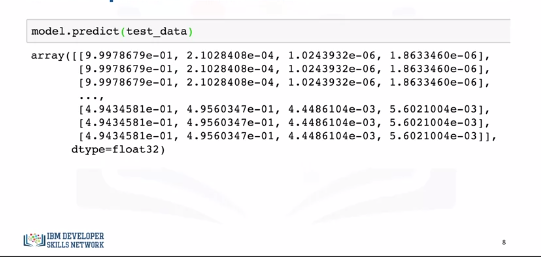 model.predict(test_data)
array([[9.9978679e-01, 2.1028408e-04, 1.0243932e-06, 1.8633460e-06],
[9.9978679e-01, 2.1028408e-04, 1.0243932e-06, 1.8633460e-06],
[9.9978679e-01, 2.1028408e-04, 1.0243932e-06, 1.8633460e-06],
...,
[4.9434581e-01, 4.9560347e-01, 4.4486104e-03, 5.6021004e-03],
[4.9434581e-01, 4.9560347e-01, 4.4486104e-03, 5.6021004e-03],
[4.9434581e-01, 4.9560347e-01, 4.4486104e-03, 5.6021004e-03]],
dtype=float32)
IBM DEVELOPER
SKILLS NETWORK
8